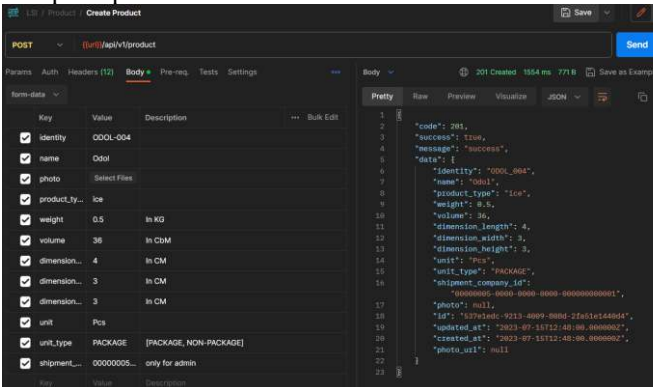 LSI / Product / Create Product
Save
POST {{url}}/api/v1/product Send
Params Auth Headers (12) Body Pre-req. Tests Settings
form-data
Key Value Description ... Bulk Edit
identity ODOL-004
name Odol
photo Select Files
product_ty... ice
weight 0.5 In KG
volume 36 In CbM
dimension... 4 In CM
dimension... 3 In CM
dimension... 3 In CM
unit Pcs
unit_type PACKAGE [PACKAGE, NON-PACKAGE]
shipment_... 00000005... only for admin
Key Value Description
Body 201 Created 1554 ms 771 B Save as Examp
Pretty Raw Preview Visualize JSON
1 {
2 "code": 201,
3 "success": true,
4 "message": "success",
5 "data": {
6 "identity": "ODOL_004",
7 "name": "Odol",
8 "product_type": "ice",
9 "weight": 0.5,
10 "volume": 36,
11 "dimension_length": 4,
12 "dimension_width": 3,
13 "dimension_height": 3,
14 "unit": "Pcs",
15 "unit_type": "PACKAGE",
16 "shipment_company_id":
"00000005-0000-0000-0000-000000000001",
17 "photo": null,
18 "id":
19 "updated_at": "2023-07-15T12:48:00.000000Z",
20 "created_at": "2023-07-15T12:48:00.000000Z",
21 "photo_url": null
22 }
23 }